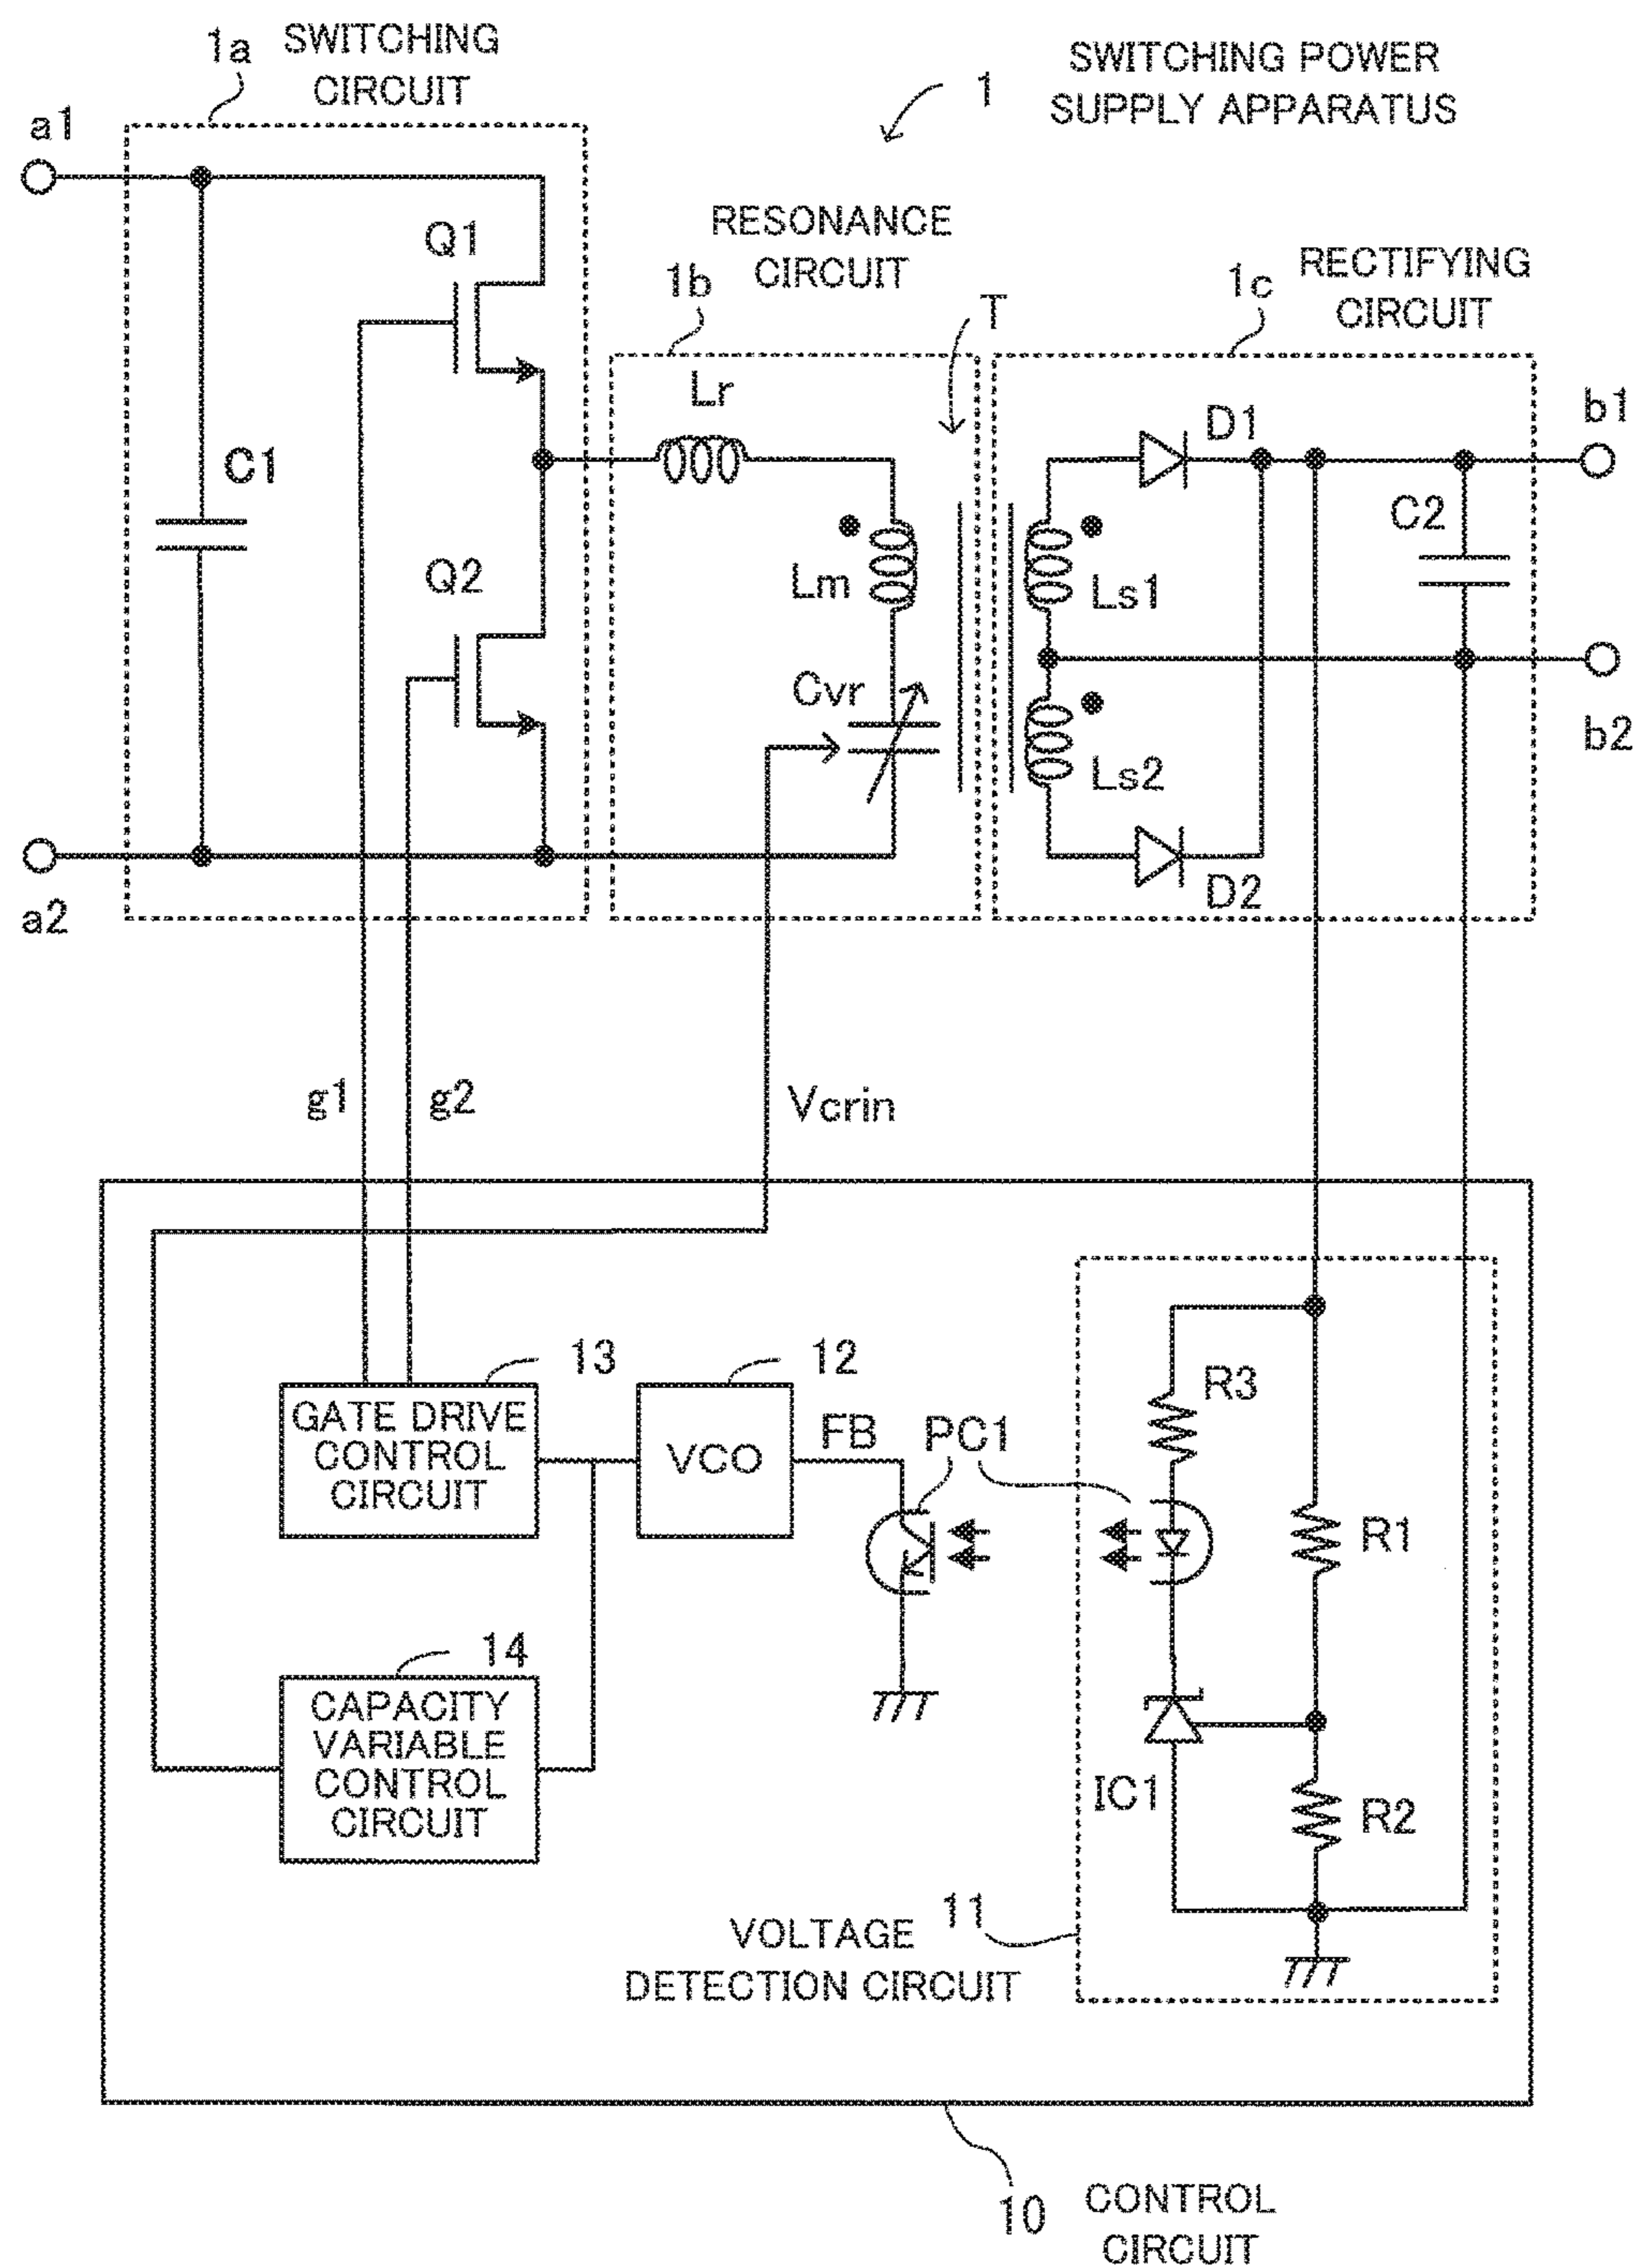 1a
SWITCHING
CIRCUIT
1
SWITCHING POWER
SUPPLY APPARATUS
a1
Q1
RESONANCE
CIRCUIT
1b
T
1c
RECTIFYING
CIRCUIT
Lr
D1
b1
C1
C2
Q2
Lm
Ls1
Cvr
b2
Ls2
a2
D2
g1
g2
Vcrin
13
12
R3
GATE DRIVE
CONTROL
CIRCUIT
VCO
FB
PC1
R1
14
CAPACITY
VARIABLE
CONTROL
CIRCUIT
IC1
R2
VOLTAGE
DETECTION CIRCUIT
11
10
CONTROL
CIRCUIT